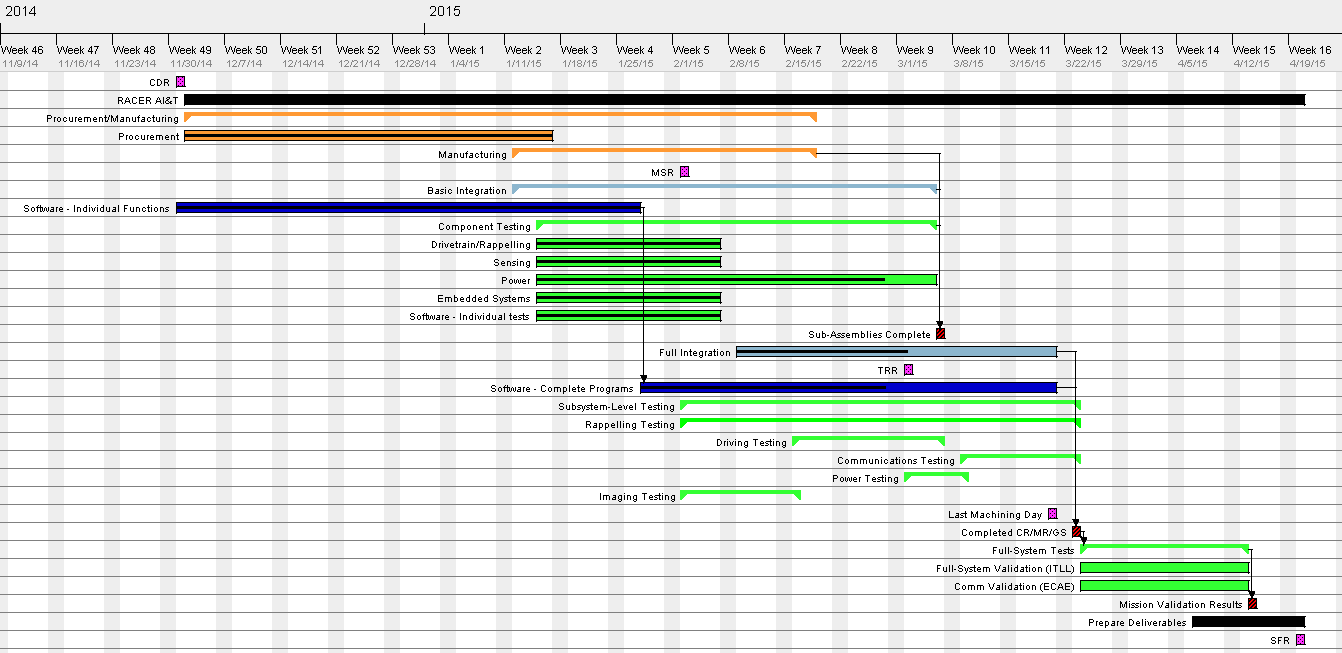 2014 2015
Week 46 Week 47 Week 48 Week 49 Week 50 Week 51 Week 52 Week 53 Week 1 Week 2 Week 3 Week 4 Week 5 Week 6 Week 7 Week 8 Week 9 Week 10 Week 11 Week 12 Week 13 Week 14 Week 15 Week 16
11/9/14 11/16/14 11/23/14 11/30/14 12/7/14 12/14/14 12/21/14 12/28/14 1/4/15 1/11/15 1/18/15 1/25/15 2/1/15 2/8/15 2/15/15 2/22/15 3/1/15 3/8/15 3/15/15 3/22/15 3/29/15 4/5/15 4/12/15 4/19/15
CDR
RACER AI&T
Procurement/Manufacturing
Procurement
Manufacturing
MSR
Basic Integration
Software - Individual Functions
Component Testing
Drivetrain/Rappelling
Sensing
Power
Embedded Systems
Software - Individual tests
Sub-Assemblies Complete
Full Integration
TRR
Software - Complete Programs
Subsystem-Level Testing
Rappelling Testing
Driving Testing
Communications Testing
Power Testing
Imaging Testing
Last Machining Day
Completed CR/MR/GS
Full-System Tests
Full-System Validation (ITLL)
Comm Validation (ECAE)
Mission Validation Results
Prepare Deliverables
SFR